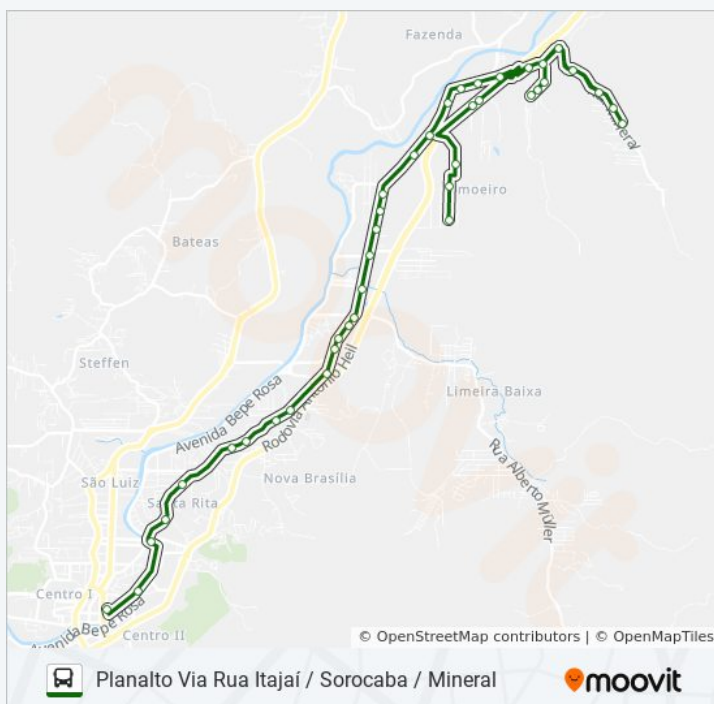 Fazenda
Mineral
Limoeiro
Bateas
Steffen
Avenida Bepe Rosa
Rodovia Antônio Heil
Limeira Baixa
Rua Alberto Müller
Nova Brasília
São Luiz
Santa Rita
Centro I
Avenida Bepe Rosa
Centro II
© OpenStreetMap contributors | © OpenMapTiles
Planalto Via Rua Itajaí / Sorocaba / Mineral
moovit